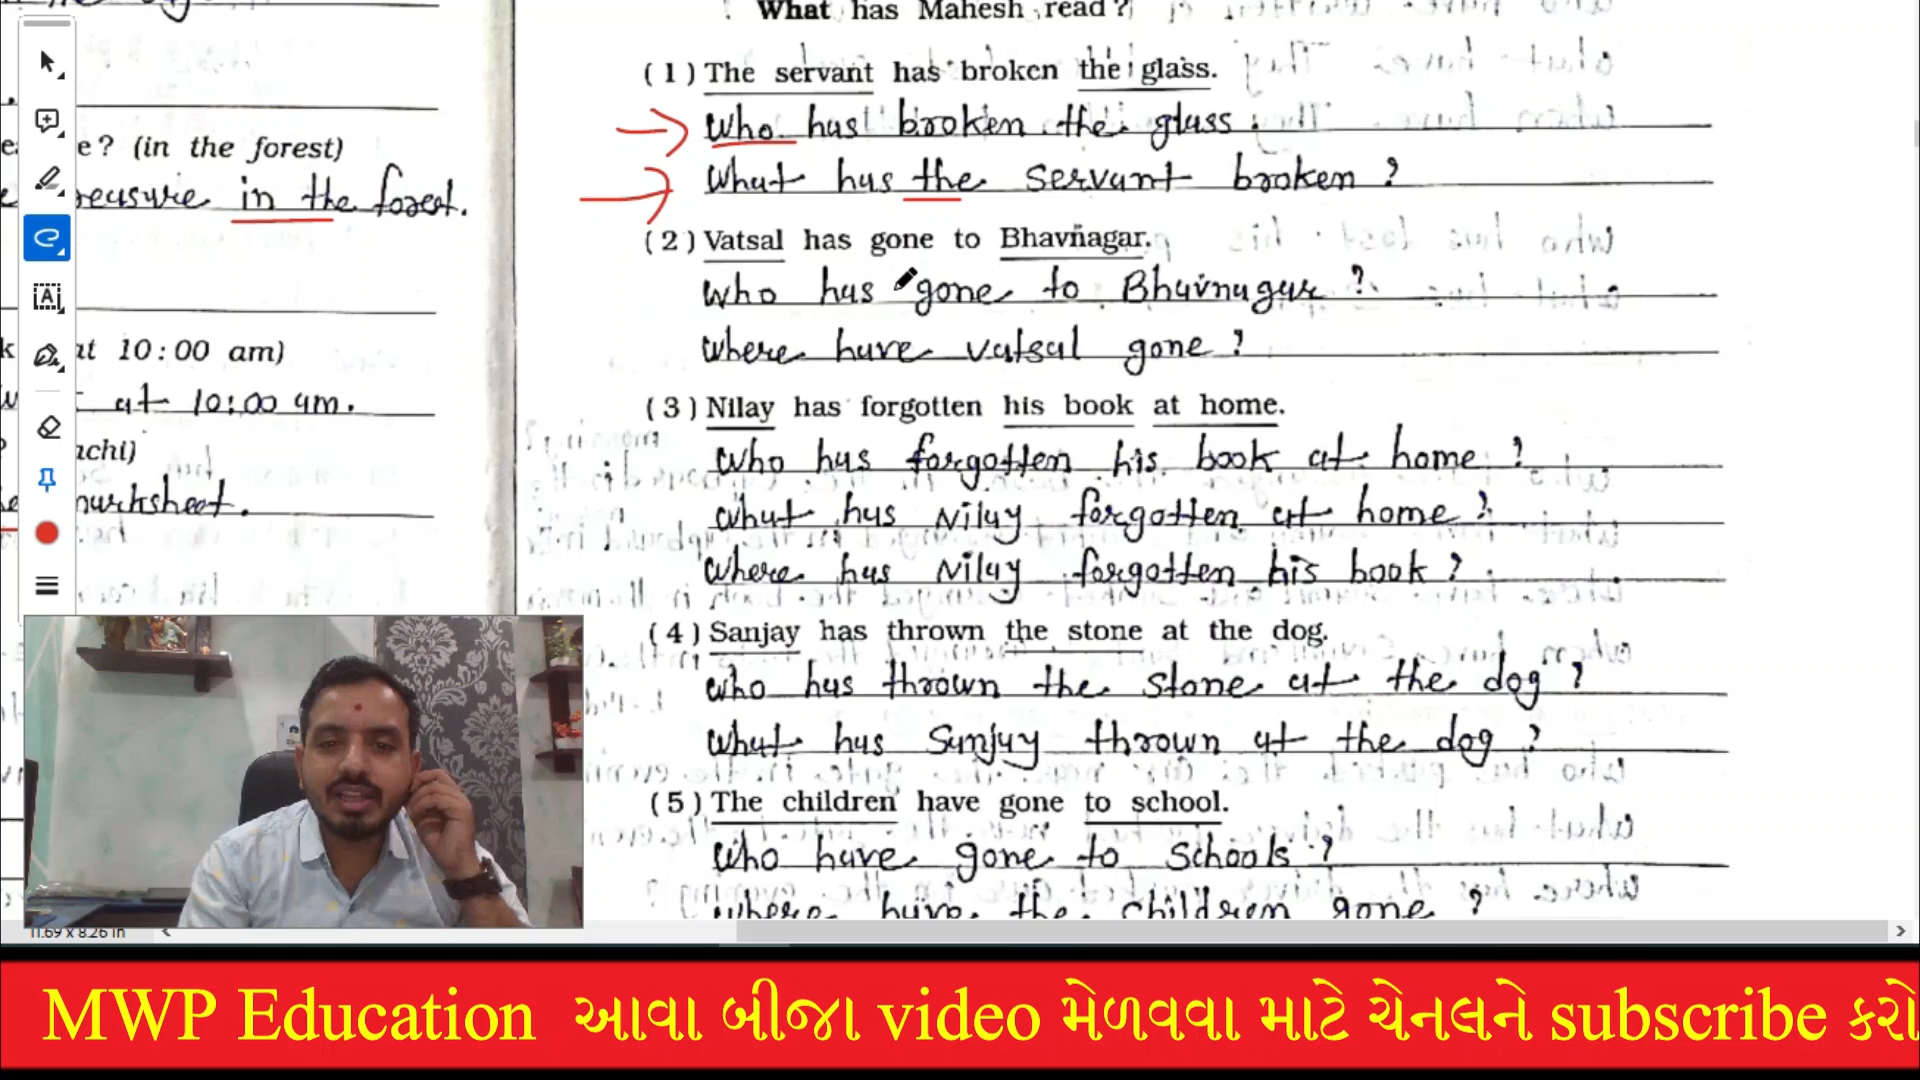 e? (in the forest)
treasure in the forest.
at 10:00 am)
at 10:00 am.
marksheet.
What has Mahesh read?
(1) The servant has broken the glass.
Who has broken the glass.
What has the servant broken ?
(2) Vatsal has gone to Bhavnagar.
Who has gone to Bhavnagar ?
Where have Vatsal gone ?
(3) Nilay has forgotten his book at home.
Who has forgotten his book at home ?
What has Nilay forgotten at home ?
Where has Nilay forgotten his book ?
(4) Sanjay has thrown the stone at the dog.
Who has thrown the stone at the dog ?
What has Sanjay thrown at the dog ?
(5) The children have gone to school.
Who have gone to schools ?
Where have the children gone ?
11.69 x 8.26 in
MWP Education આવા બીજા video મેળવવા માટે ચેનલને subscribe કરો